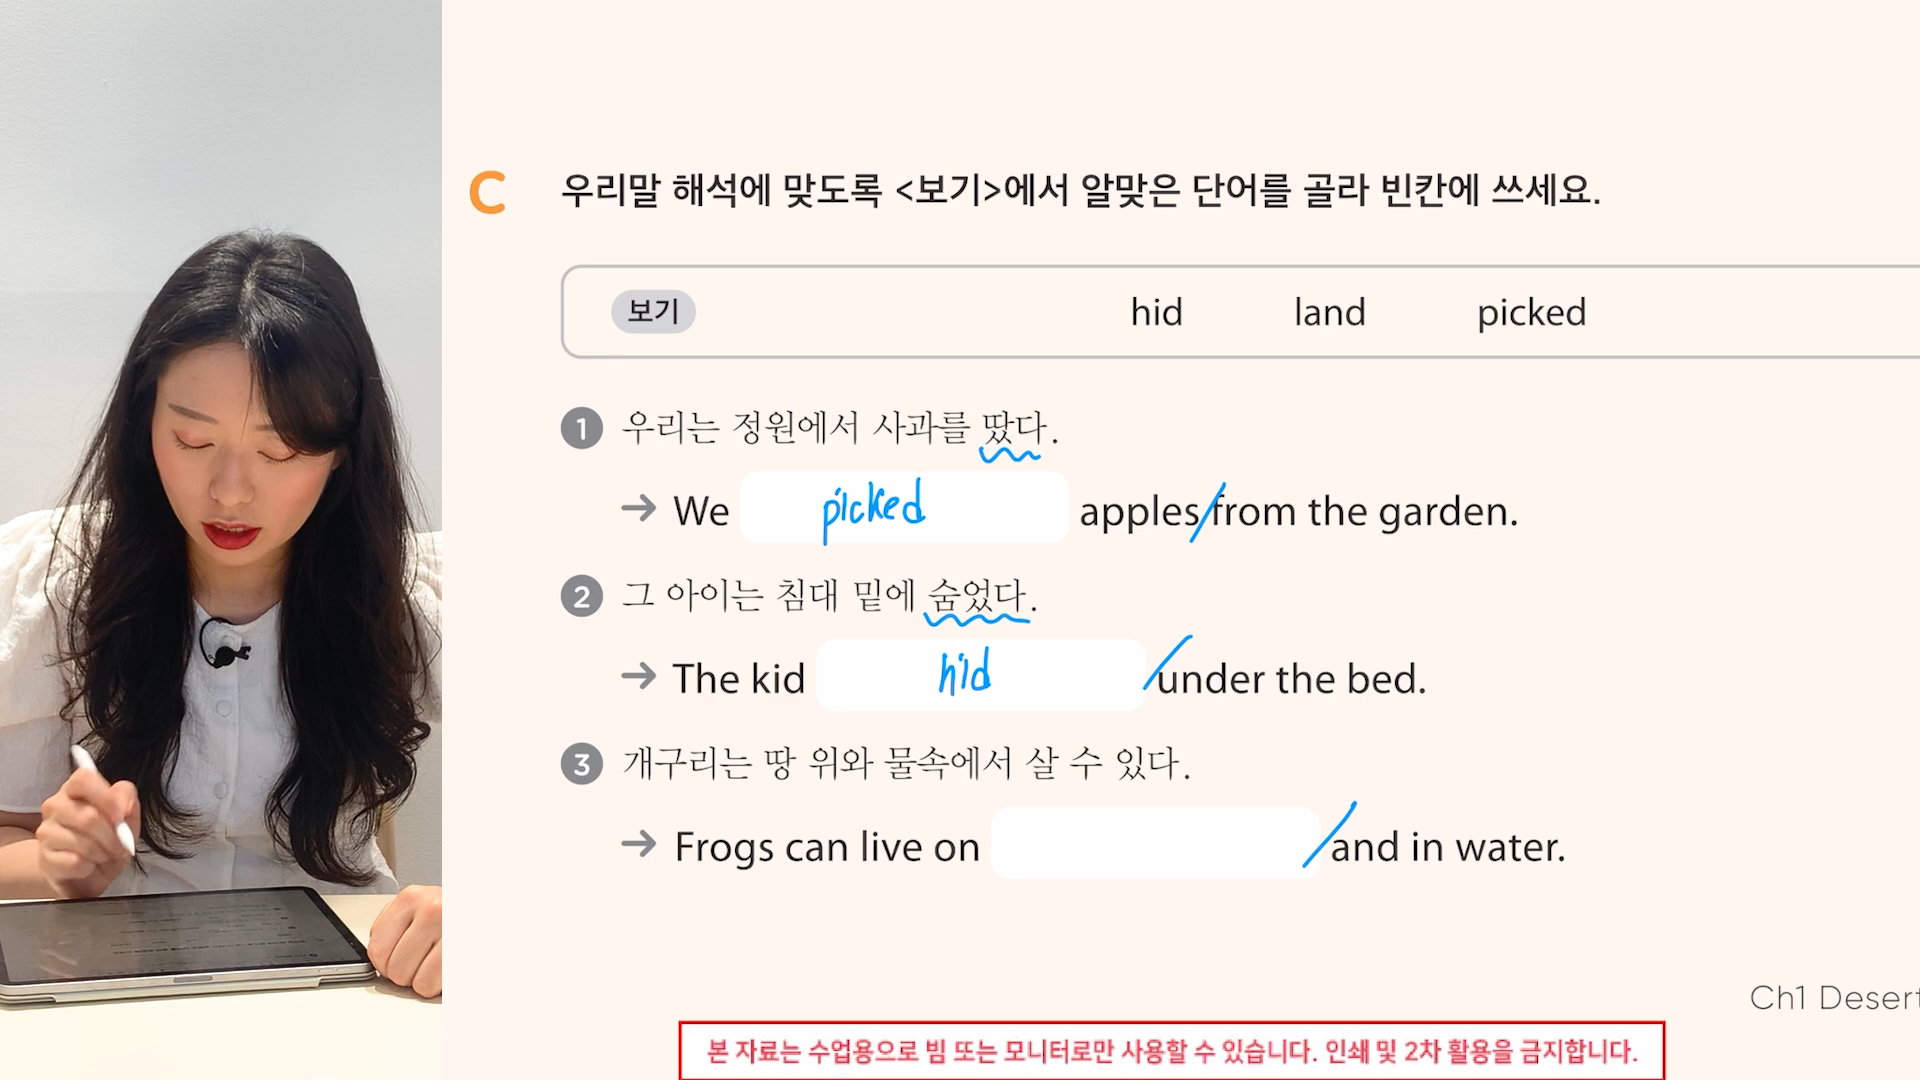 C 우리말 해석에 맞도록 <보기>에서 알맞은 단어를 골라 빈칸에 쓰세요.
보기 hid land picked
1 우리는 정원에서 사과를 땄다.
→ We picked apples/from the garden.
2 그 아이는 침대 밑에 숨었다.
→ The kid hid /under the bed.
3 개구리는 땅 위와 물속에서 살 수 있다.
→ Frogs can live on /and in water.
Ch1 Desert
본 자료는 수업용으로 빔 또는 모니터로만 사용할 수 있습니다. 인쇄 및 2차 활용을 금지합니다.